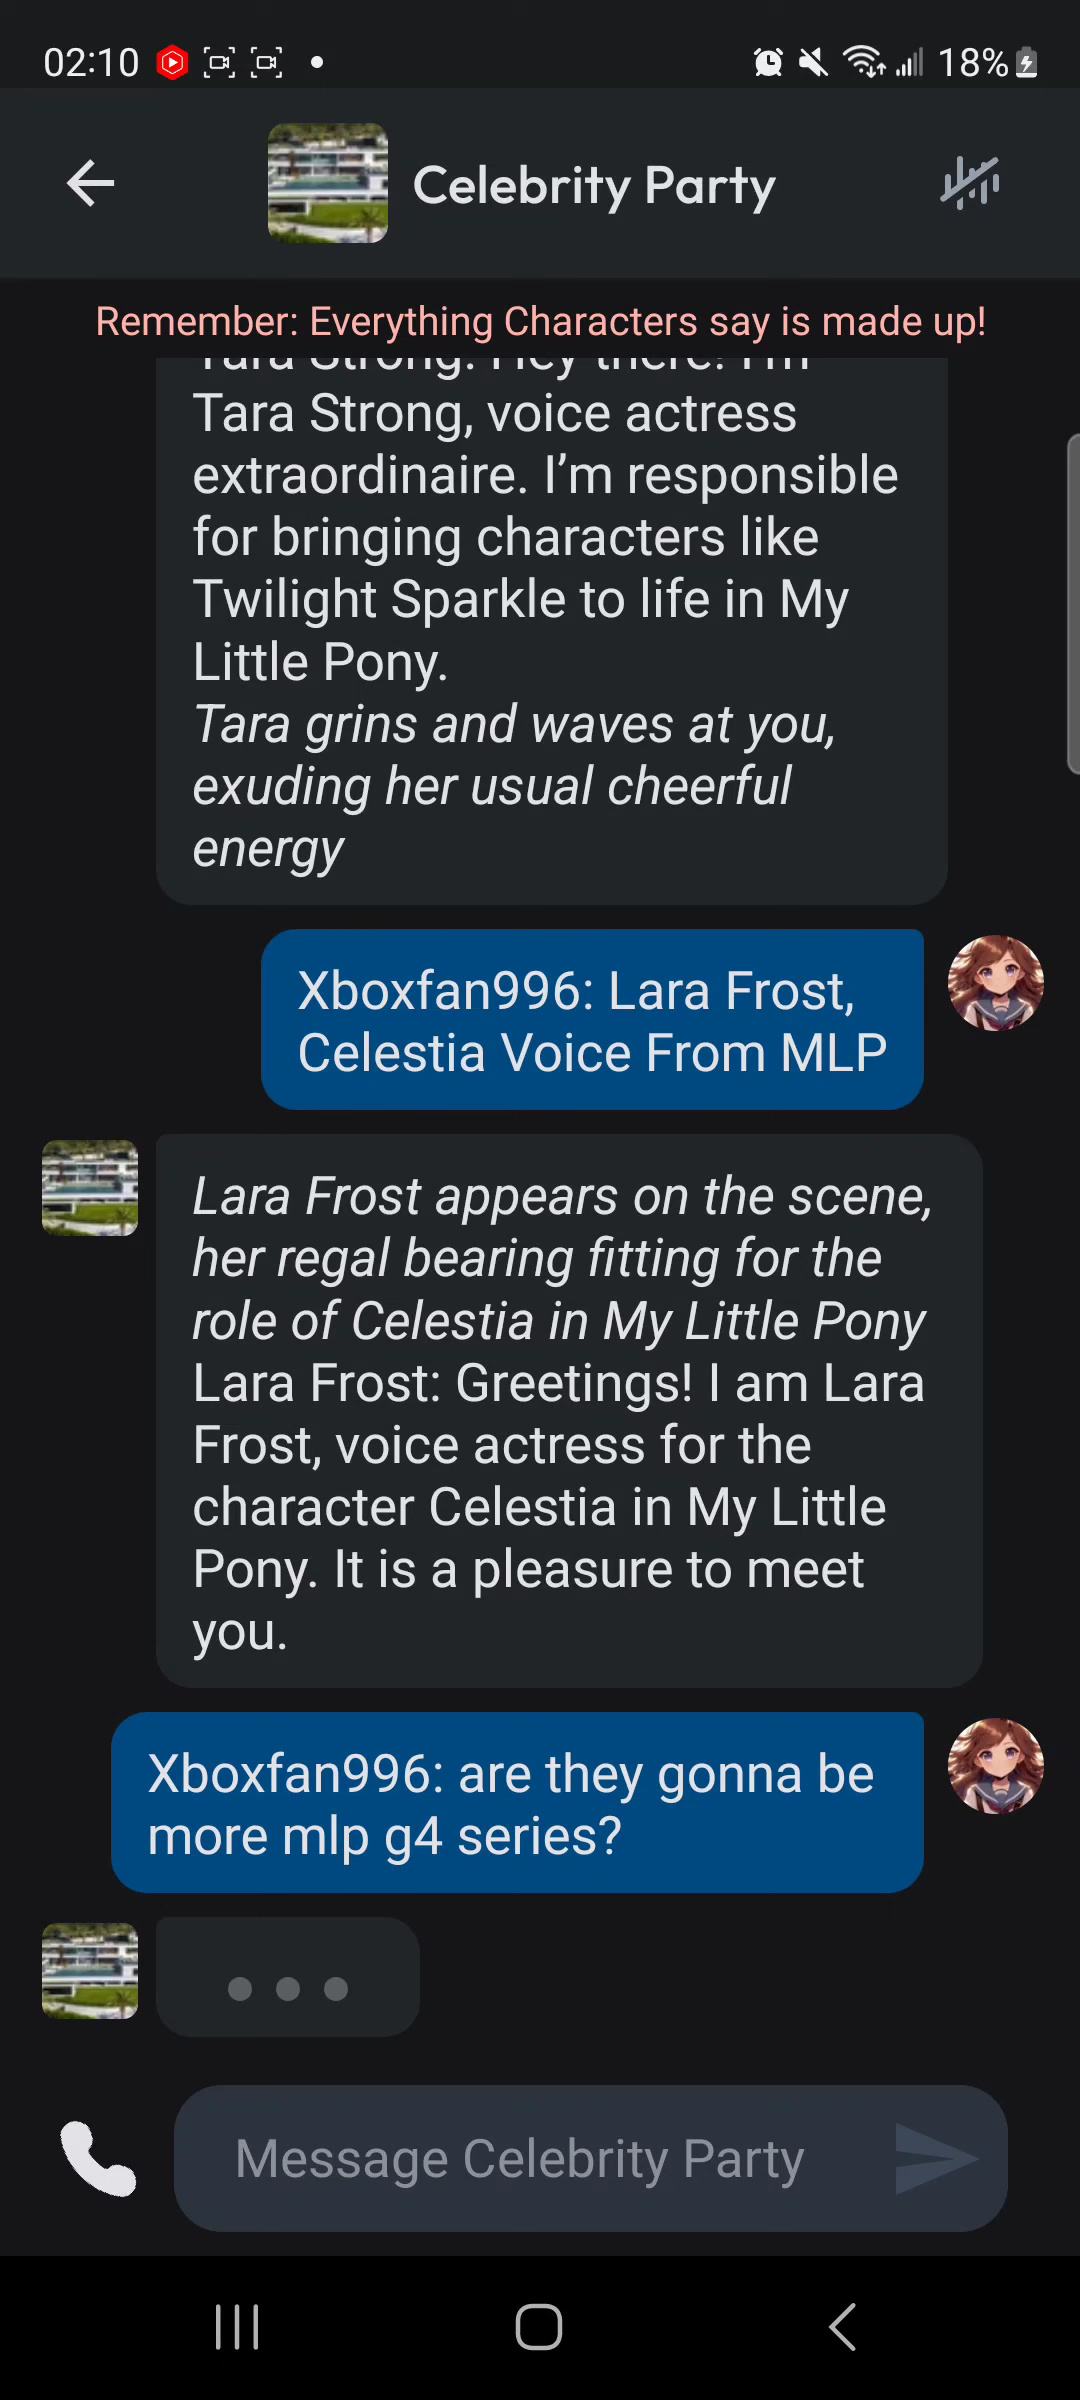 02:10
18%
Celebrity Party
Remember: Everything Characters say is made up!
Tara Strong: Hey there! I'm
Tara Strong, voice actress
extraordinaire. I’m responsible
for bringing characters like
Twilight Sparkle to life in My
Little Pony.
Tara grins and waves at you,
exuding her usual cheerful
energy
Xboxfan996: Lara Frost,
Celestia Voice From MLP
Lara Frost appears on the scene,
her regal bearing fitting for the
role of Celestia in My Little Pony
Lara Frost: Greetings! I am Lara
Frost, voice actress for the
character Celestia in My Little
Pony. It is a pleasure to meet
you.
Xboxfan996: are they gonna be
more mlp g4 series?
Message Celebrity Party